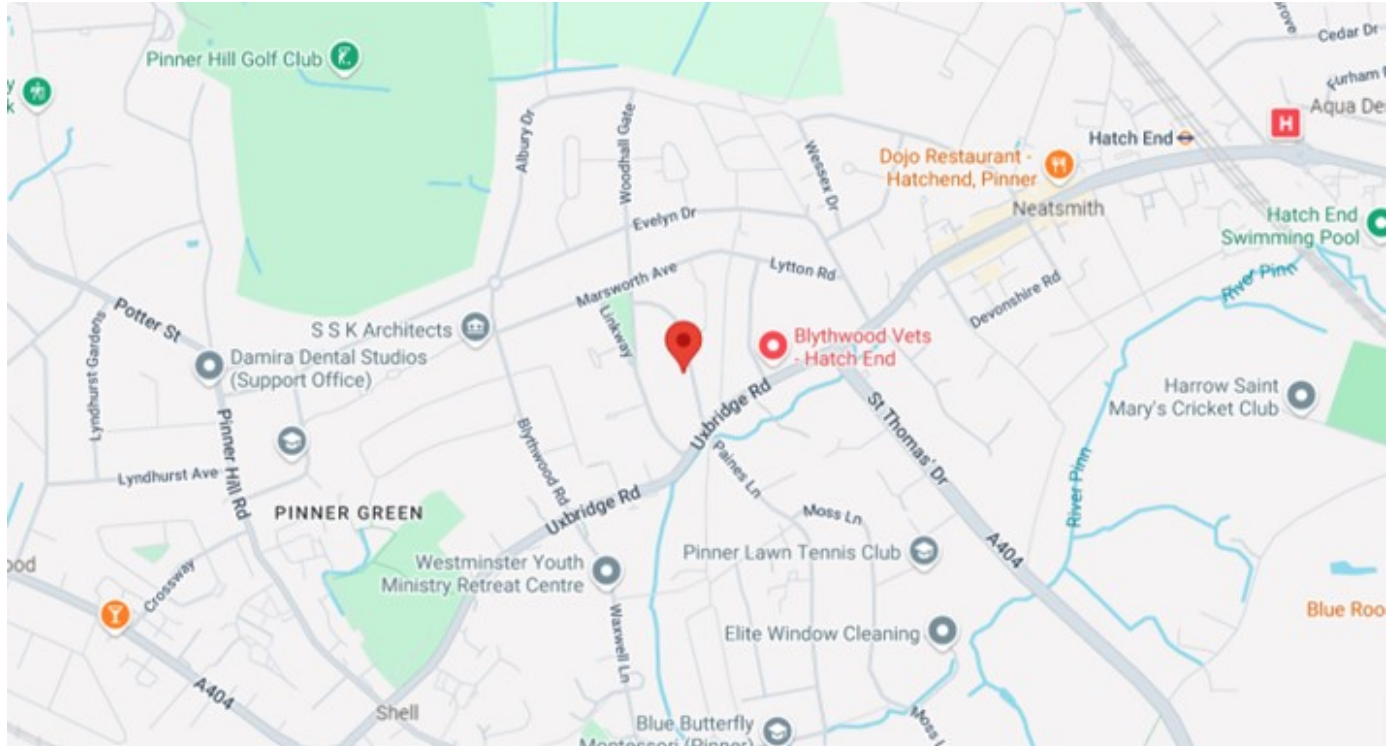 Pinner Hill Golf Club
Cedar Dr
Aqua
Hatch End
Albury Dr
Woodhall Gate
Wessex Dr
Dojo Restaurant -
Hatchend, Pinner
Neatsmith
Hatch End
Swimming Pool
River Pinn
Evelyn Dr
Lytton Rd
Marsworth Ave
Devonshire Rd
Potter St
S S K Architects
Linkway
Blythwood Vets
- Hatch End
Damira Dental Studios
(Support Office)
Lyndhurst Gardens
Harrow Saint
Mary's Cricket Club
Uxbridge Rd
St Thomas' Dr
Pinner Hill Rd
Blythwood Rd
Paines Ln
Lyndhurst Ave
PINNER GREEN
Uxbridge Rd
Moss Ln
River Pinn
Westminster Youth
Ministry Retreat Centre
Pinner Lawn Tennis Club
A404
Crossway
Waxwell Ln
Blue
Elite Window Cleaning
A404
Shell
Blue Butterfly
Montessori (Pinner)
Moss
H